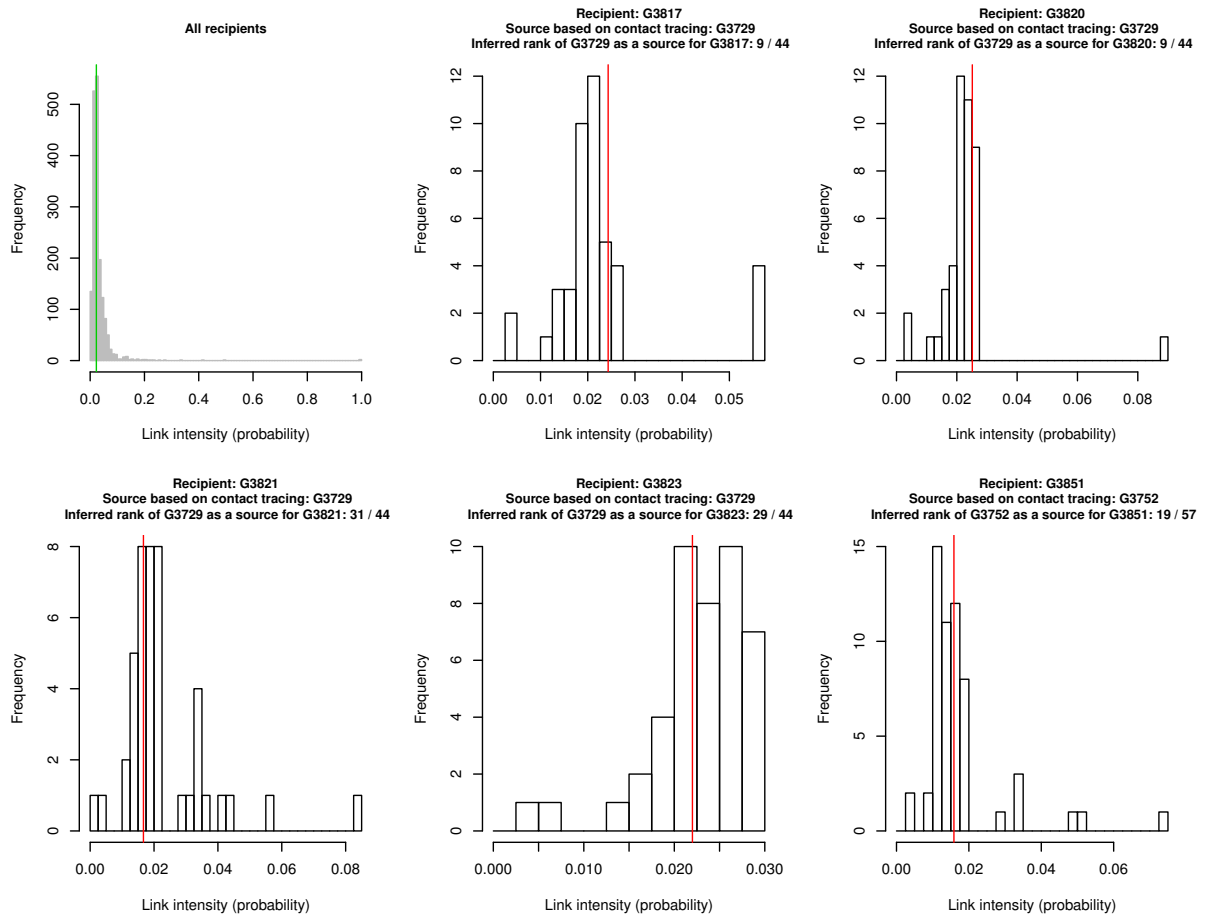 All recipients
Frequency
0 100 200 300 400 500
0.0 0.2 0.4 0.6 0.8 1.0
Link intensity (probability)
Recipient: G3817
Source based on contact tracing: G3729
Inferred rank of G3729 as a source for G3817: 9 / 44
Frequency
0 2 4 6 8 10 12
0.00 0.01 0.02 0.03 0.04 0.05
Link intensity (probability)
Recipient: G3820
Source based on contact tracing: G3729
Inferred rank of G3729 as a source for G3820: 9 / 44
Frequency
0 2 4 6 8 10 12
0.00 0.02 0.04 0.06 0.08
Link intensity (probability)
Recipient: G3821
Source based on contact tracing: G3729
Inferred rank of G3729 as a source for G3821: 31 / 44
Frequency
0 2 4 6 8
0.00 0.02 0.04 0.06 0.08
Link intensity (probability)
Recipient: G3823
Source based on contact tracing: G3729
Inferred rank of G3729 as a source for G3823: 29 / 44
Frequency
0 2 4 6 8 10
0.000 0.010 0.020 0.030
Link intensity (probability)
Recipient: G3851
Source based on contact tracing: G3752
Inferred rank of G3752 as a source for G3851: 19 / 57
Frequency
0 5 10 15
0.00 0.02 0.04 0.06
Link intensity (probability)